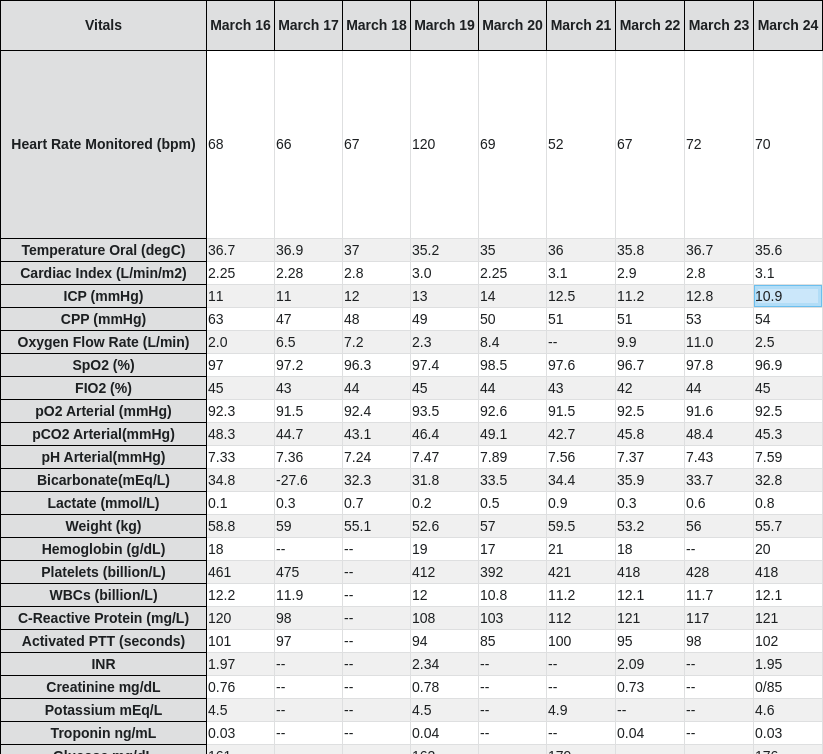 Vitals March 16 March 17 March 18 March 19 March 20 March 21 March 22 March 23 March 24
Heart Rate Monitored (bpm) 68 66 67 120 69 52 67 72 70
Temperature Oral (degC) 36.7 36.9 37 35.2 35 36 35.8 36.7 35.6
Cardiac Index (L/min/m2) 2.25 2.28 2.8 3.0 2.25 3.1 2.9 2.8 3.1
ICP (mmHg) 11 11 12 13 14 12.5 11.2 12.8 10.9
CPP (mmHg) 63 47 48 49 50 51 51 53 54
Oxygen Flow Rate (L/min) 2.0 6.5 7.2 2.3 8.4 -- 9.9 11.0 2.5
SpO2 (%) 97 97.2 96.3 97.4 98.5 97.6 96.7 97.8 96.9
FIO2 (%) 45 43 44 45 44 43 42 44 45
pO2 Arterial (mmHg) 92.3 91.5 92.4 93.5 92.6 91.5 92.5 91.6 92.5
pCO2 Arterial(mmHg) 48.3 44.7 43.1 46.4 49.1 42.7 45.8 48.4 45.3
pH Arterial(mmHg) 7.33 7.36 7.24 7.47 7.89 7.56 7.37 7.43 7.59
Bicarbonate(mEq/L) 34.8 -27.6 32.3 31.8 33.5 34.4 35.9 33.7 32.8
Lactate (mmol/L) 0.1 0.3 0.7 0.2 0.5 0.9 0.3 0.6 0.8
Weight (kg) 58.8 59 55.1 52.6 57 59.5 53.2 56 55.7
Hemoglobin (g/dL) 18 -- -- 19 17 21 18 -- 20
Platelets (billion/L) 461 475 -- 412 392 421 418 428 418
WBCs (billion/L) 12.2 11.9 -- 12 10.8 11.2 12.1 11.7 12.1
C-Reactive Protein (mg/L) 120 98 -- 108 103 112 121 117 121
Activated PTT (seconds) 101 97 -- 94 85 100 95 98 102
INR 1.97 -- -- 2.34 -- -- 2.09 -- 1.95
Creatinine mg/dL 0.76 -- -- 0.78 -- -- 0.73 -- 0/85
Potassium mEq/L 4.5 -- -- 4.5 -- 4.9 -- -- 4.6
Troponin ng/mL 0.03 -- -- 0.04 -- -- 0.04 -- 0.03